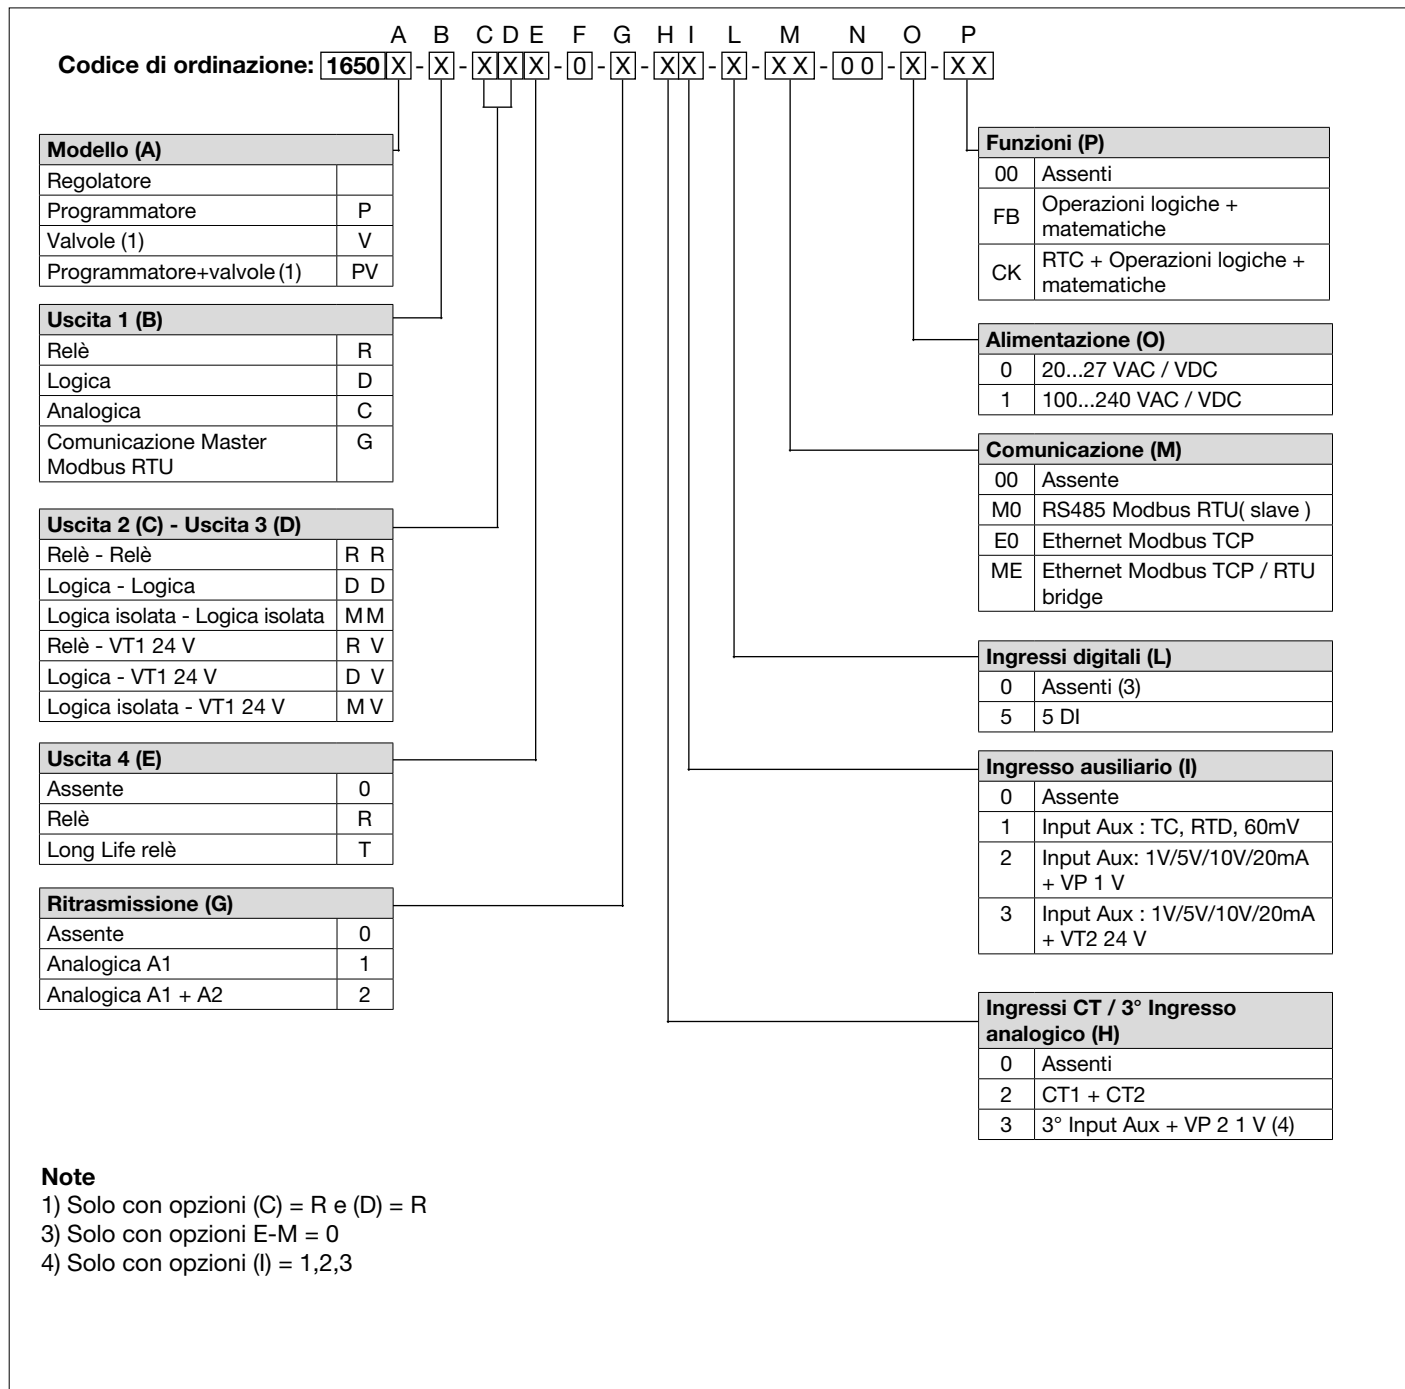 A B C D E F G H I L M N O P
Codice di ordinazione: 1650 X - X - X X X - 0 - X - X X - X - X X - 0 0 - X - X X
Modello (A)
Regolatore
Programmatore P
Valvole (1) V
Programmatore+valvole (1) PV
Uscita 1 (B)
Relè R
Logica D
Analogica C
Comunicazione Master G
Modbus RTU
Uscita 2 (C) - Uscita 3 (D)
Relè - Relè R R
Logica - Logica D D
Logica isolata - Logica isolata M M
Relè - VT1 24 V R V
Logica - VT1 24 V D V
Logica isolata - VT1 24 V M V
Uscita 4 (E)
Assente 0
Relè R
Long Life relè T
Ritrasmissione (G)
Assente 0
Analogica A1 1
Analogica A1 + A2 2
Funzioni (P)
00 Assenti
FB Operazioni logiche +
matematiche
CK RTC + Operazioni logiche +
matematiche
Alimentazione (O)
0 20...27 VAC / VDC
1 100...240 VAC / VDC
Comunicazione (M)
00 Assente
M0 RS485 Modbus RTU( slave )
E0 Ethernet Modbus TCP
ME Ethernet Modbus TCP / RTU
bridge
Ingressi digitali (L)
0 Assenti (3)
5 5 DI
Ingresso ausiliario (I)
0 Assente
1 Input Aux : TC, RTD, 60mV
2 Input Aux: 1V/5V/10V/20mA
+ VP 1 V
3 Input Aux : 1V/5V/10V/20mA
+ VT2 24 V
Ingressi CT / 3° Ingresso
analogico (H)
0 Assenti
2 CT1 + CT2
3 3° Input Aux + VP 2 1 V (4)
Note
1) Solo con opzioni (C) = R e (D) = R
3) Solo con opzioni E-M = 0
4) Solo con opzioni (I) = 1,2,3